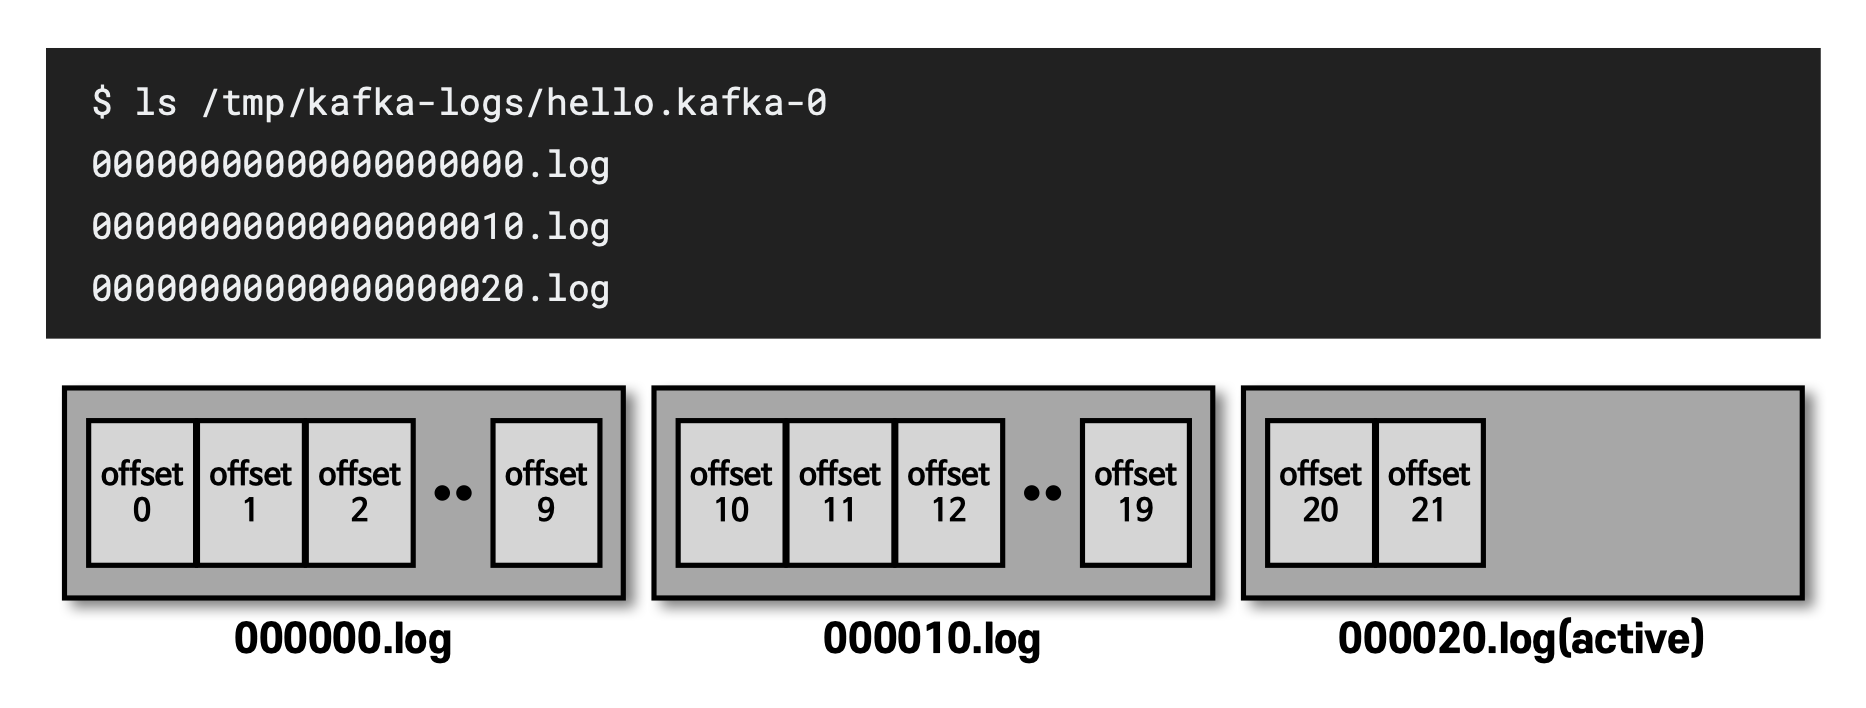 $ ls /tmp/kafka-logs/hello.kafka-0
00000000000000000000.log
00000000000000000010.log
00000000000000000020.log
offset 0 offset 1 offset 2 •• offset 9
offset 10 offset 11 offset 12 •• offset 19
offset 20 offset 21
000000.log
000010.log
000020.log(active)